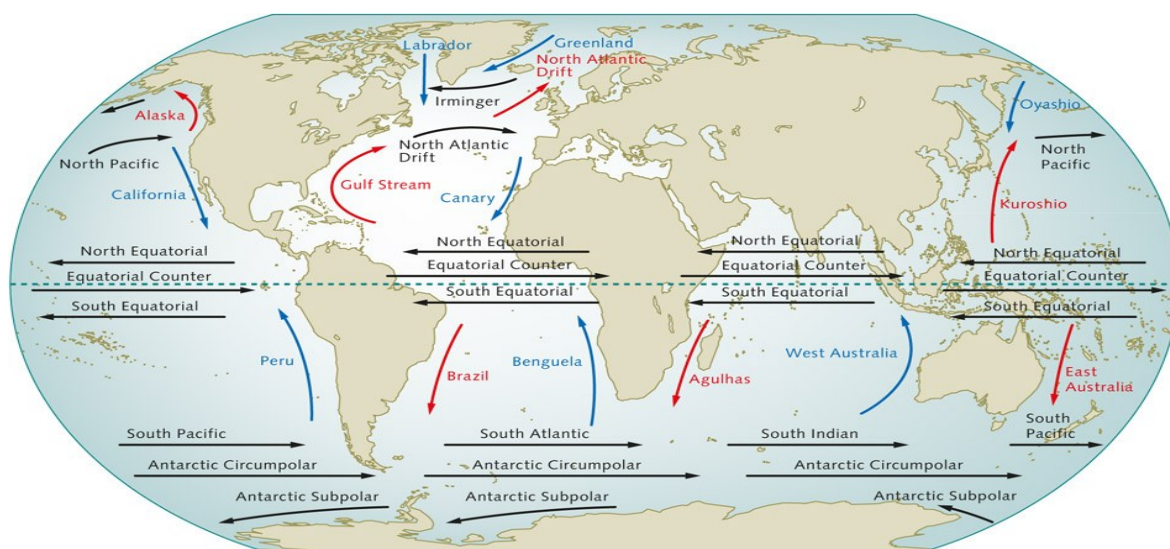 Labrador
Greenland
North Atlantic
Drift
Irminger
Alaska
Oyashio
North Pacific
North Atlantic
Drift
North
Pacific
California
Gulf Stream
Canary
Kuroshio
North Equatorial
North Equatorial
North Equatorial
North Equatorial
Equatorial Counter
Equatorial Counter
Equatorial Counter
Equatorial Counter
South Equatorial
South Equatorial
South Equatorial
South Equatorial
Peru
Brazil
Benguela
Agulhas
West Australia
East
Australia
South Pacific
South Atlantic
South Indian
South
Pacific
Antarctic Circumpolar
Antarctic Circumpolar
Antarctic Circumpolar
Antarctic Subpolar
Antarctic Subpolar
Antarctic Subpolar